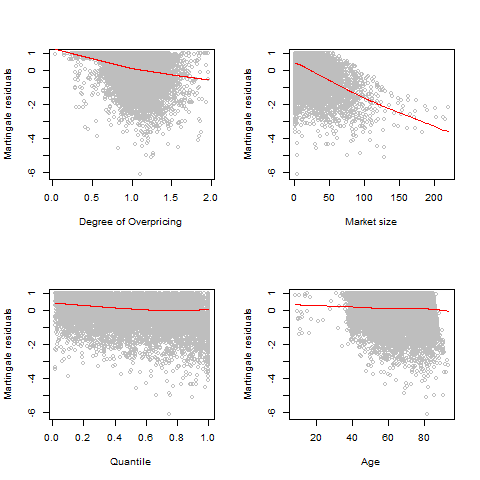 Martingale residuals
1
0
-2
-4
-6
0.0 0.5 1.0 1.5 2.0
Degree of Overpricing
Martingale residuals
1
0
-2
-4
-6
0 50 100 150 200
Market size
Martingale residuals
1
0
-2
-4
-6
0.0 0.2 0.4 0.6 0.8 1.0
Quantile
Martingale residuals
1
0
-2
-4
-6
20 40 60 80
Age